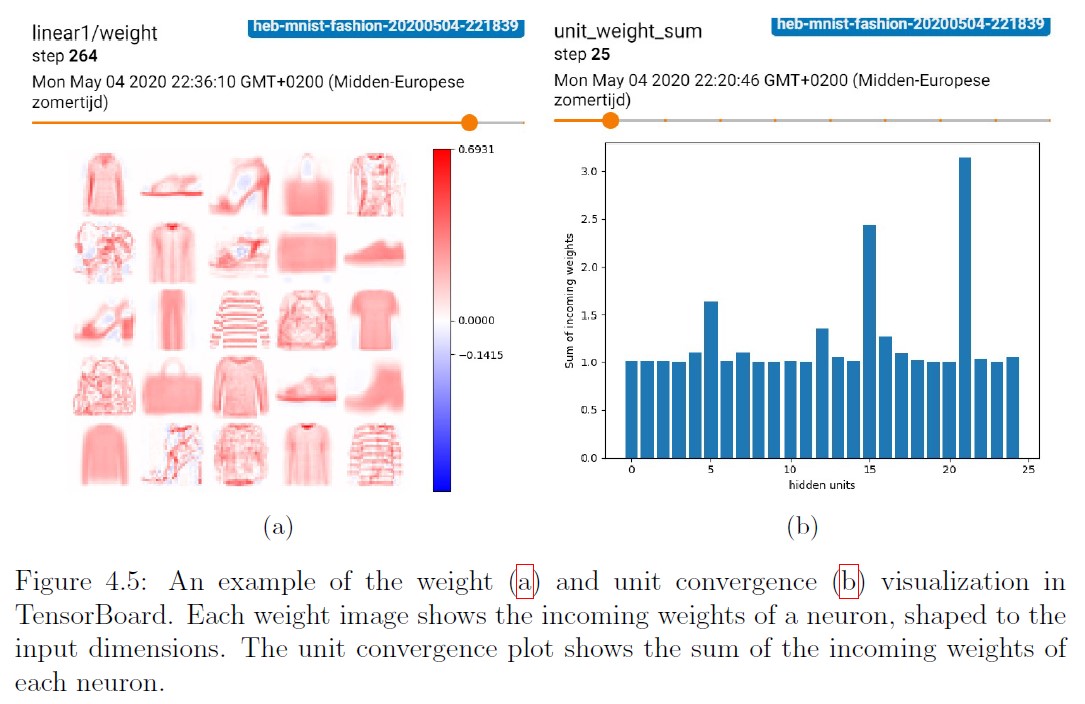 linear1/weight
heb-mnist-fashion-20200504-221839
step 264
Mon May 04 2020 22:36:10 GMT+0200 (Midden-Europese
zomertijd)
0.6931
0.0000
−0.1415
(a)
unit_weight_sum
heb-mnist-fashion-20200504-221839
step 25
Mon May 04 2020 22:20:46 GMT+0200 (Midden-Europese
zomertijd)
Sum of incoming weights
3.0
2.5
2.0
1.5
1.0
0.5
0.0
0 5 10 15 20 25
hidden units
(b)
Figure 4.5: An example of the weight (a) and unit convergence (b) visualization in
TensorBoard. Each weight image shows the incoming weights of a neuron, shaped to the
input dimensions. The unit convergence plot shows the sum of the incoming weights of
each neuron.